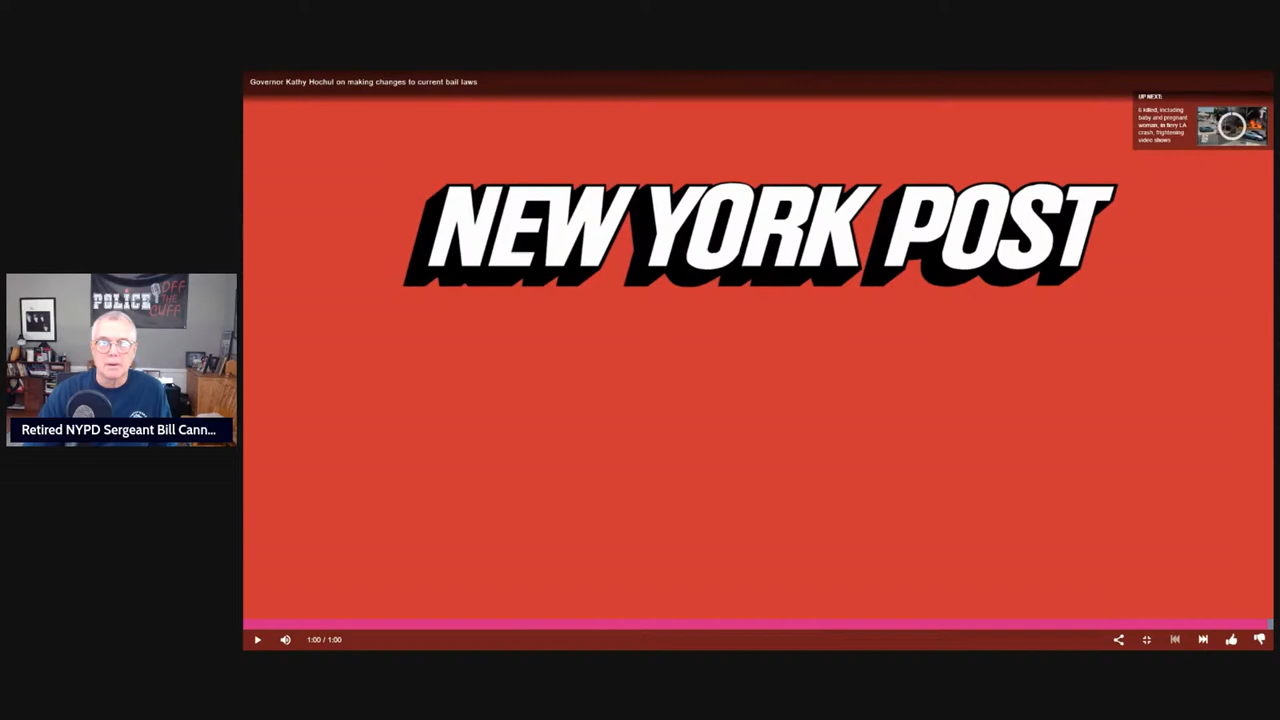 Governor Kathy Hochul on making changes to current bail laws
UP NEXT:
6 killed, including
baby and pregnant
woman, in fiery LA
crash, frightening
video shows
NEW YORK POST
POLICE
OFF
THE
CUFF
Retired NYPD Sergeant Bill Cann...
1:00 / 1:00